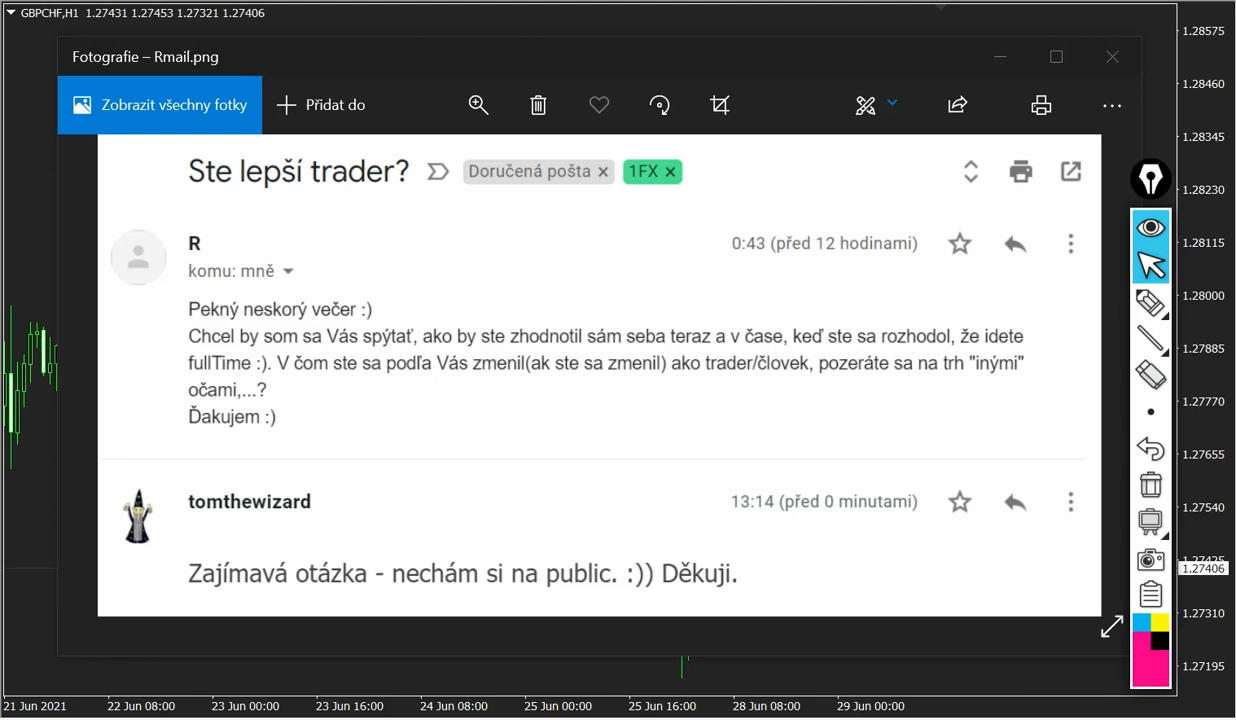 GBPCHF,H1 1.27431 1.27453 1.27321 1.27406
Fotografie – Rmail.png
Zobrazit všechny fotky
Přidat do
Ste lepší trader?
Doručená pošta ×
1FX ×
R
0:43 (před 12 hodinami)
komu: mně
Pekný neskorý večer :)
Chcel by som sa Vás spýtať, ako by ste zhodnotil sám seba teraz a v čase, keď ste sa rozhodol, že idete
fullTime :). V čom ste sa podľa Vás zmenil(ak ste sa zmenil) ako trader/človek, pozeráte sa na trh "inými"
očami,...?
Ďakujem :)
tomthewizard
13:14 (před 0 minutami)
Zajímavá otázka - nechám si na public. :)) Děkuji.
1.28575
1.28460
1.28345
1.28230
1.28115
1.28000
1.27885
1.27770
1.27655
1.27540
1.27425
1.27406
1.27310
1.27195
21 Jun 2021
22 Jun 08:00
23 Jun 00:00
23 Jun 16:00
24 Jun 08:00
25 Jun 00:00
25 Jun 16:00
28 Jun 08:00
29 Jun 00:00